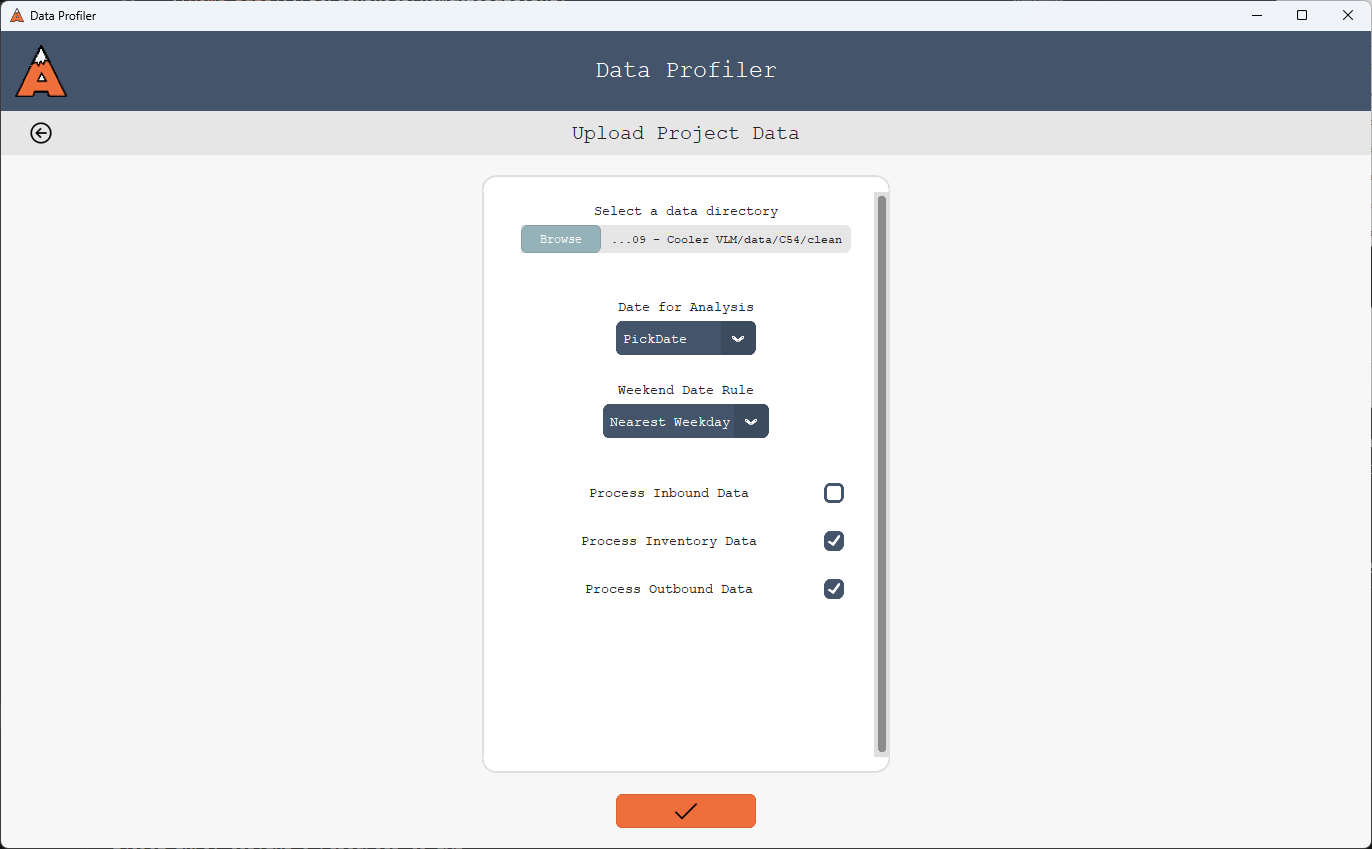 Data Profiler
Data Profiler
Upload Project Data
Select a data directory
Browse ...09 - Cooler VLM/data/C54/clean
Date for Analysis
PickDate
Weekend Date Rule
Nearest Weekday
Process Inbound Data
Process Inventory Data
Process Outbound Data